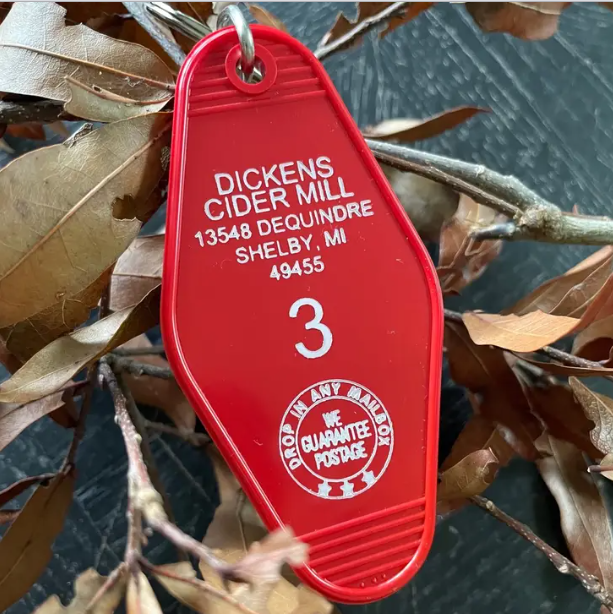 DICKENS
CIDER MILL
13548 DEQUINDRE
SHELBY, MI
49455
3
DROP IN ANY MAILBOX
WE
GUARANTEE
POSTAGE